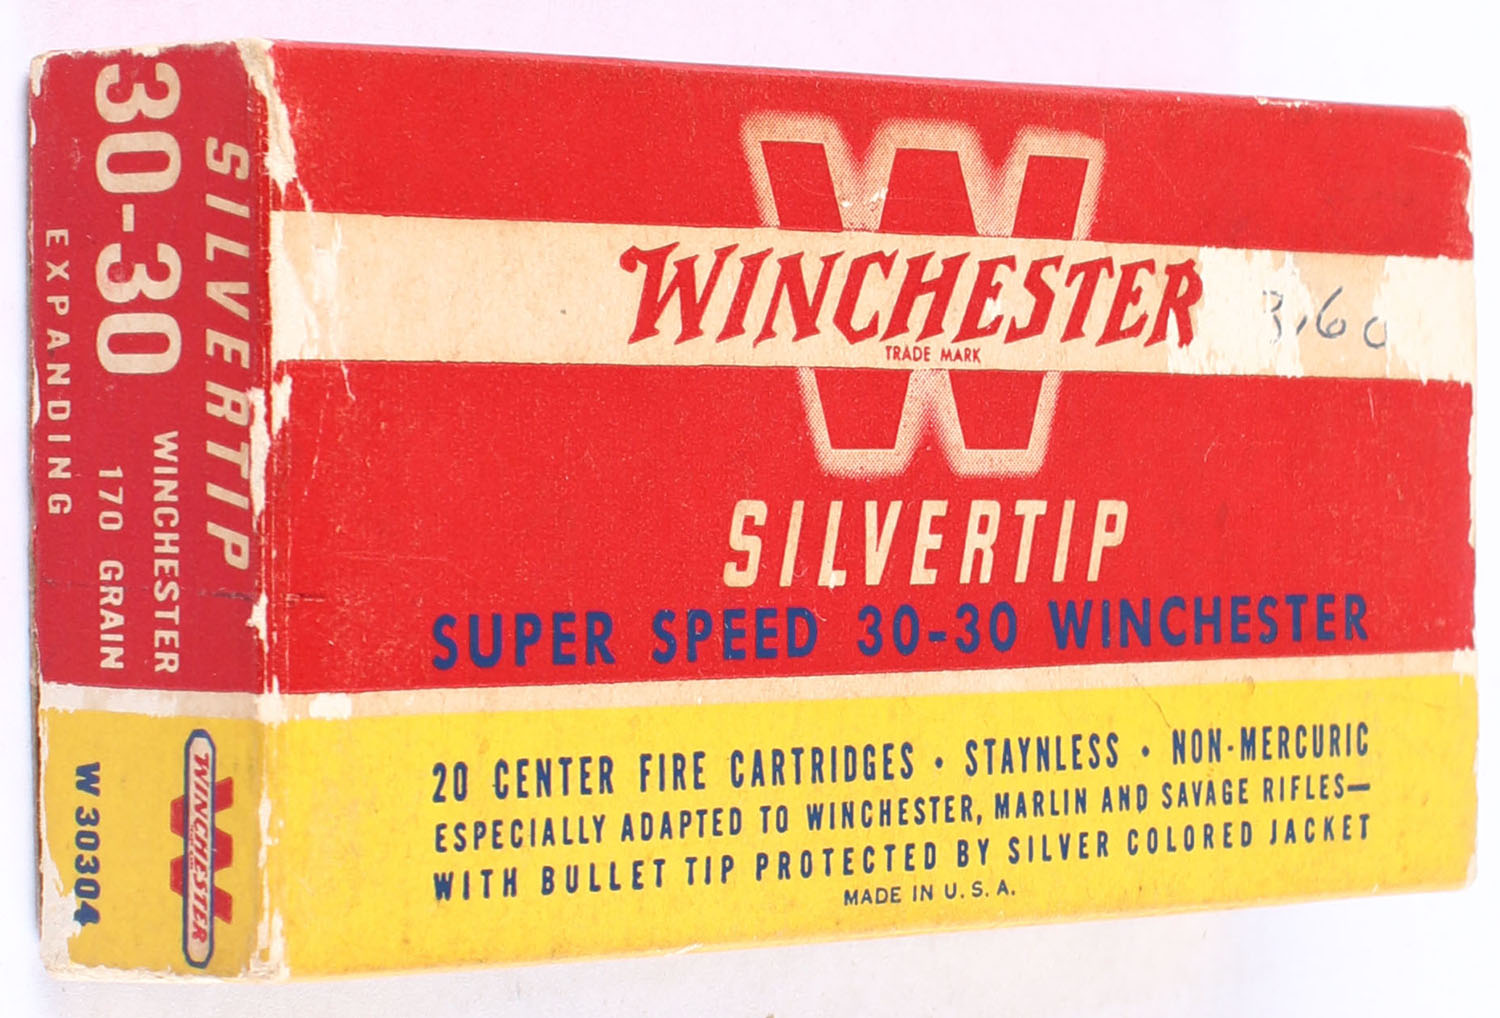 W
WINCHESTER
TRADE MARK
3.60
SILVERTIP
SUPER SPEED 30-30 WINCHESTER
20 CENTER FIRE CARTRIDGES • STAYNLESS • NON-MERCURIC
ESPECIALLY ADAPTED TO WINCHESTER, MARLIN AND SAVAGE RIFLES—
WITH BULLET TIP PROTECTED BY SILVER COLORED JACKET
MADE IN U.S.A.
SILVERTIP
30-30 WINCHESTER
170 GRAIN
EXPANDING
W
WINCHESTER
W 30304